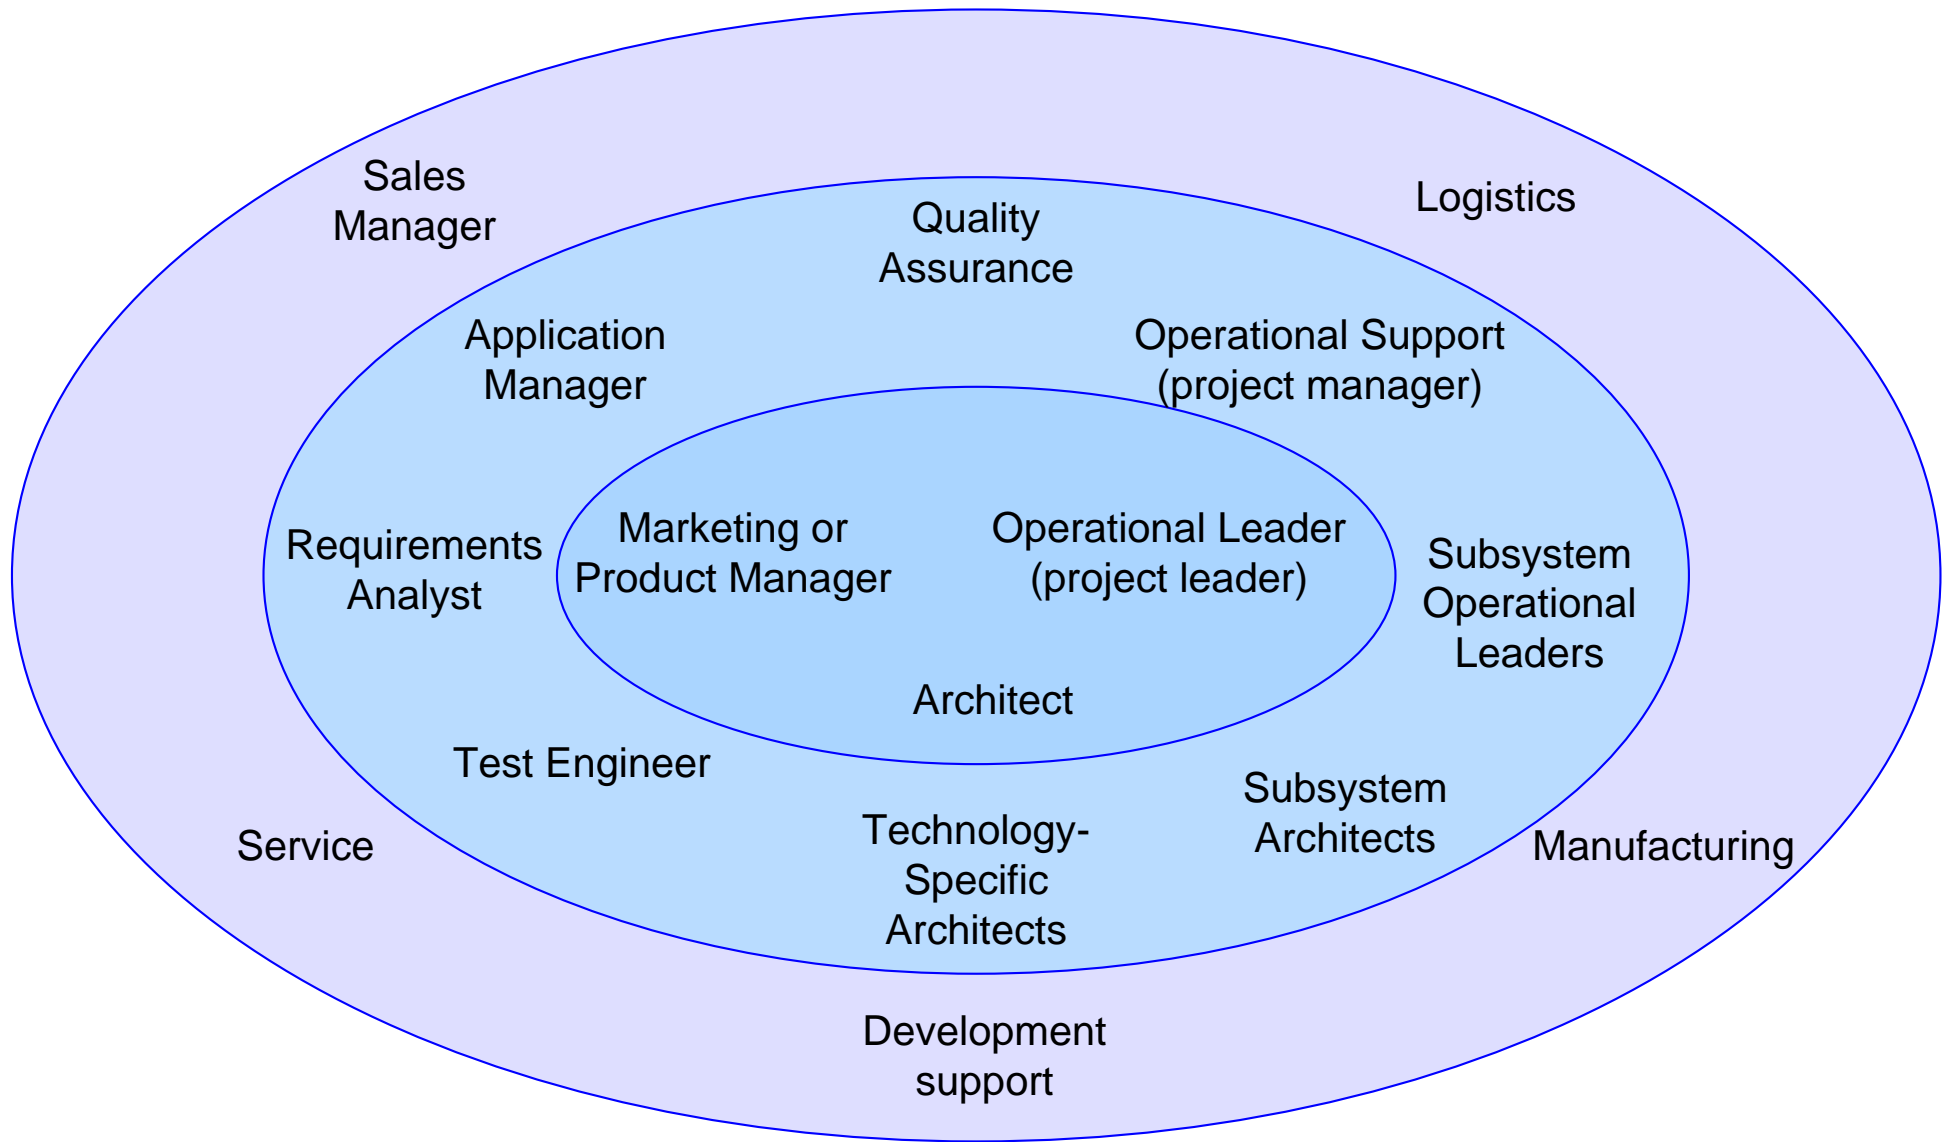 Sales
Manager
Logistics
Quality
Assurance
Application
Manager
Operational Support
(project manager)
Requirements
Analyst
Marketing or
Product Manager
Operational Leader
(project leader)
Subsystem
Operational
Leaders
Architect
Test Engineer
Subsystem
Architects
Technology-
Specific
Architects
Service
Manufacturing
Development
support